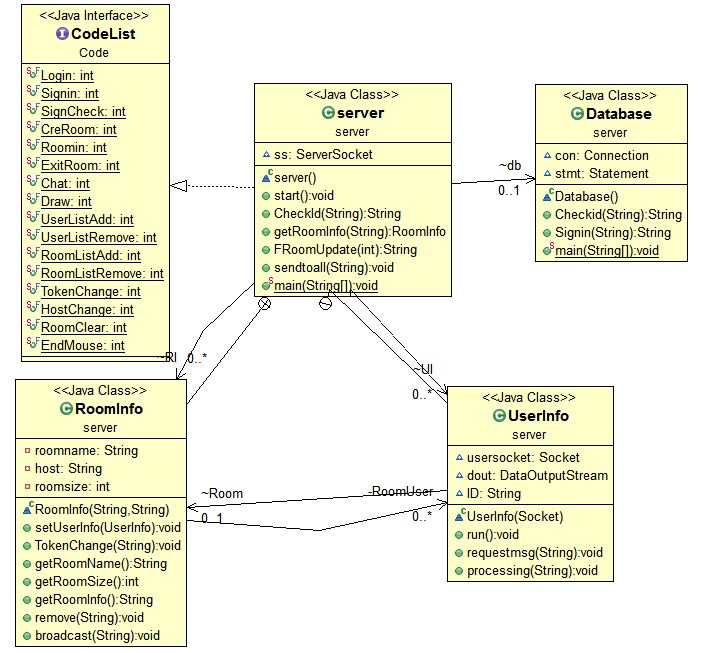 <<Java Interface>>
CodeList
Code
Login: int
Signin: int
SignCheck: int
CreRoom: int
Roomin: int
ExitRoom: int
Chat: int
Draw: int
UserListAdd: int
UserListRemove: int
RoomListAdd: int
RoomListRemove: int
TokenChange: int
HostChange: int
RoomClear: int
EndMouse: int
<<Java Class>>
server
server
ss: ServerSocket
server()
start():void
CheckId(String):String
getRoomInfo(String):RoomInfo
FRoomUpdate(int):String
sendtoall(String):void
main(String[]):void
~db
0..1
<<Java Class>>
Database
server
con: Connection
stmt: Statement
Database()
Checkid(String):String
Signin(String):String
main(String[]):void
~RI 0..*
~UI
0..*
<<Java Class>>
RoomInfo
server
roomname: String
host: String
roomsize: int
RoomInfo(String,String)
setUserInfo(UserInfo):void
TokenChange(String):void
getRoomName():String
getRoomSize():int
getRoomInfo():String
remove(String):void
broadcast(String):void
~Room
0..1
-RoomUser
0..*
<<Java Class>>
UserInfo
server
usersocket: Socket
dout: DataOutputStream
ID: String
UserInfo(Socket)
run():void
requestmsg(String):void
processing(String):void